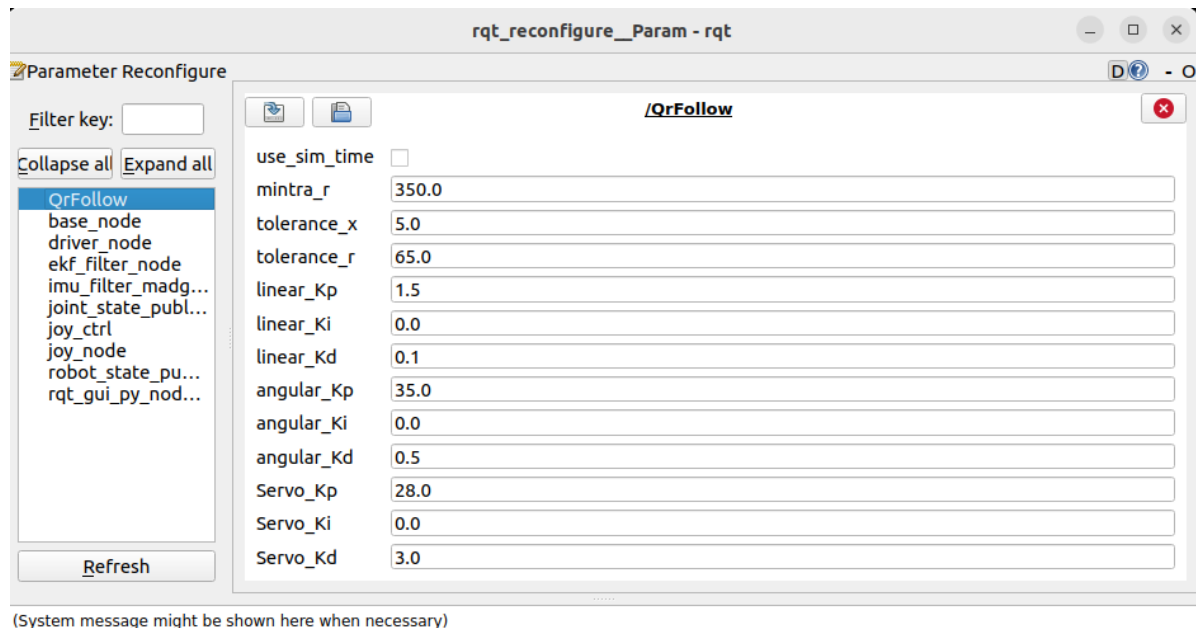 rqt_reconfigure__Param - rqt
Parameter Reconfigure
D
- O
Filter key:
Collapse all
Expand all
QrFollow
base_node
driver_node
ekf_filter_node
imu_filter_madg...
joint_state_publ...
joy_ctrl
joy_node
robot_state_pu...
rqt_gui_py_nod...
Refresh
/QrFollow
use_sim_time
mintra_r 350.0
tolerance_x 5.0
tolerance_r 65.0
linear_Kp 1.5
linear_Ki 0.0
linear_Kd 0.1
angular_Kp 35.0
angular_Ki 0.0
angular_Kd 0.5
Servo_Kp 28.0
Servo_Ki 0.0
Servo_Kd 3.0
(System message might be shown here when necessary)